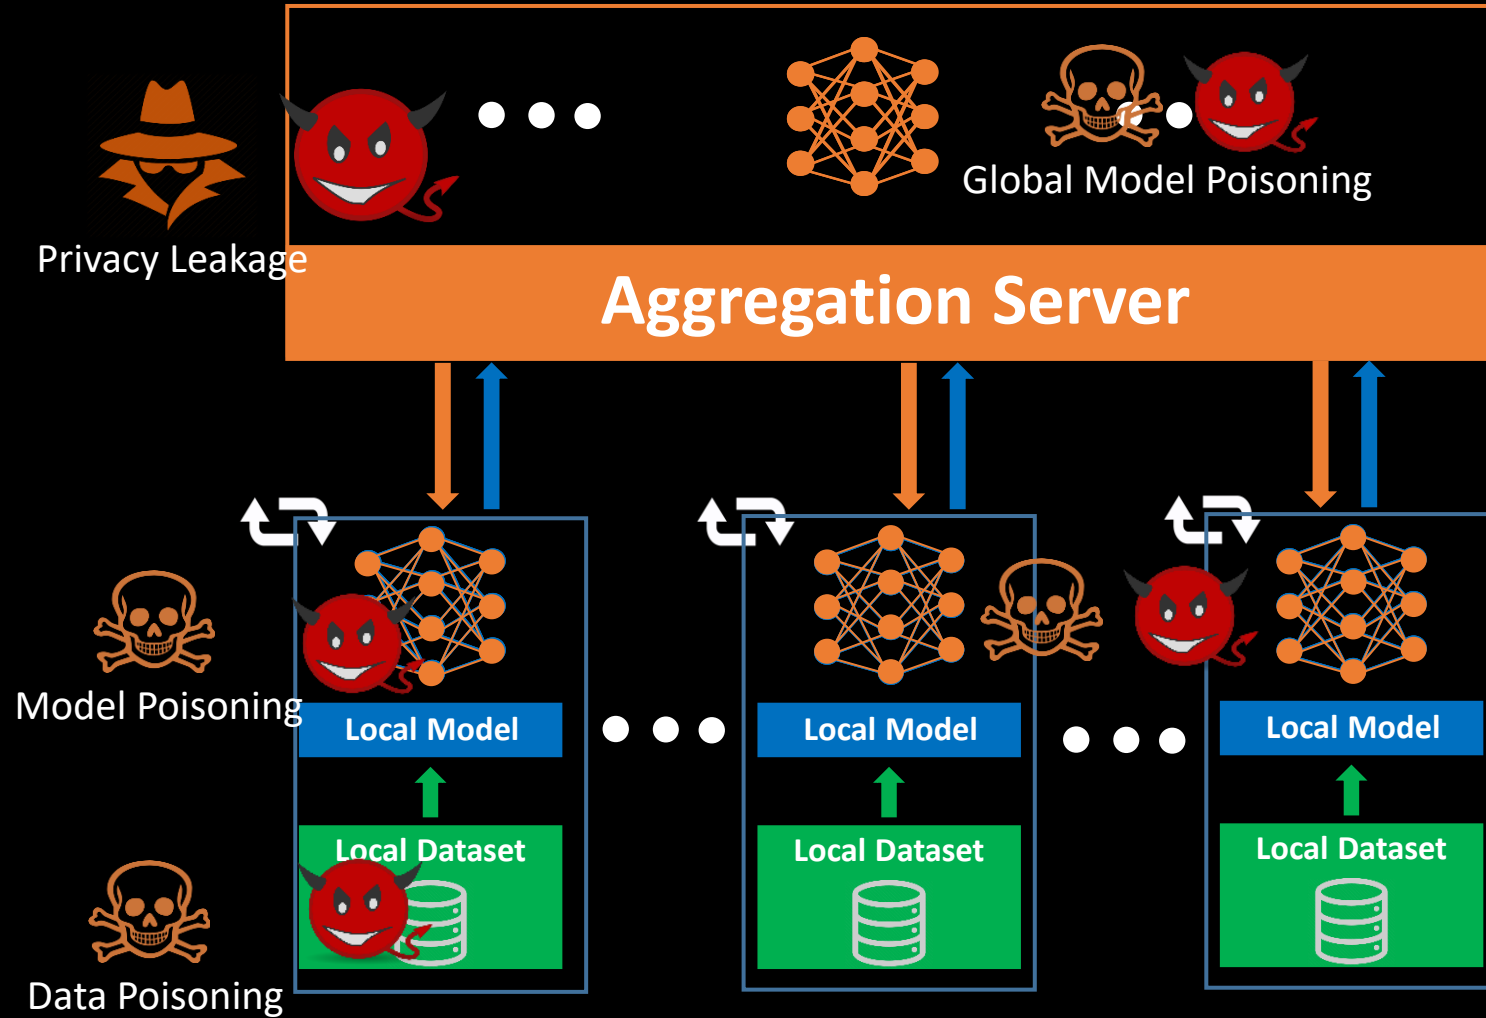 Global Model Poisoning
Privacy Leakage
Aggregation Server
Model Poisoning
Local Model
Local Model
Local Model
Local Dataset
Local Dataset
Local Dataset
Data Poisoning